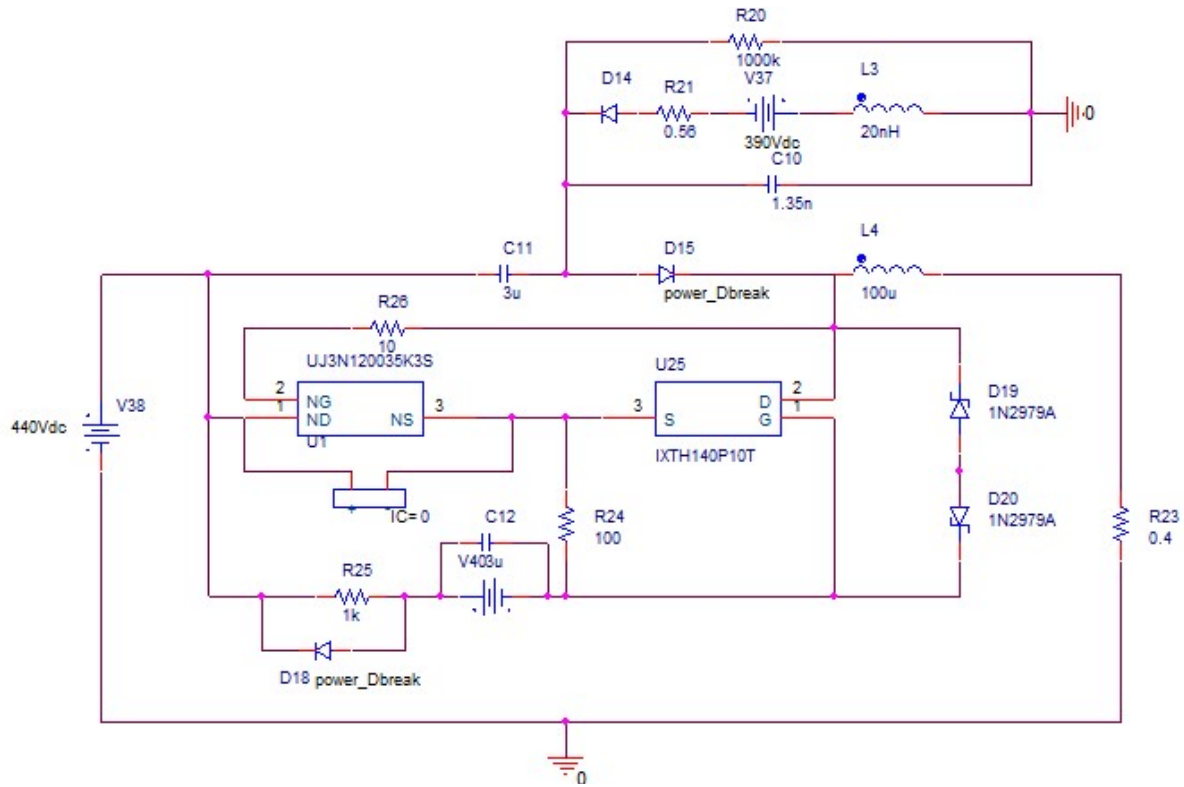 R20
1000k
D14
R21
0.56
V37
390Vdc
L3
20nH
0
C10
1.35n
C11
3u
D15
power_Dbreak
L4
100u
R26
10
UJ3N120035K3S
2
1
NG
ND
NS
3
U1
U25
3
S
D
G
2
1
IXTH140P10T
V38
440Vdc
IC= 0
D19
1N2979A
D20
1N2979A
C12
V403u
R24
100
R23
0.4
R25
1k
D18
power_Dbreak
0